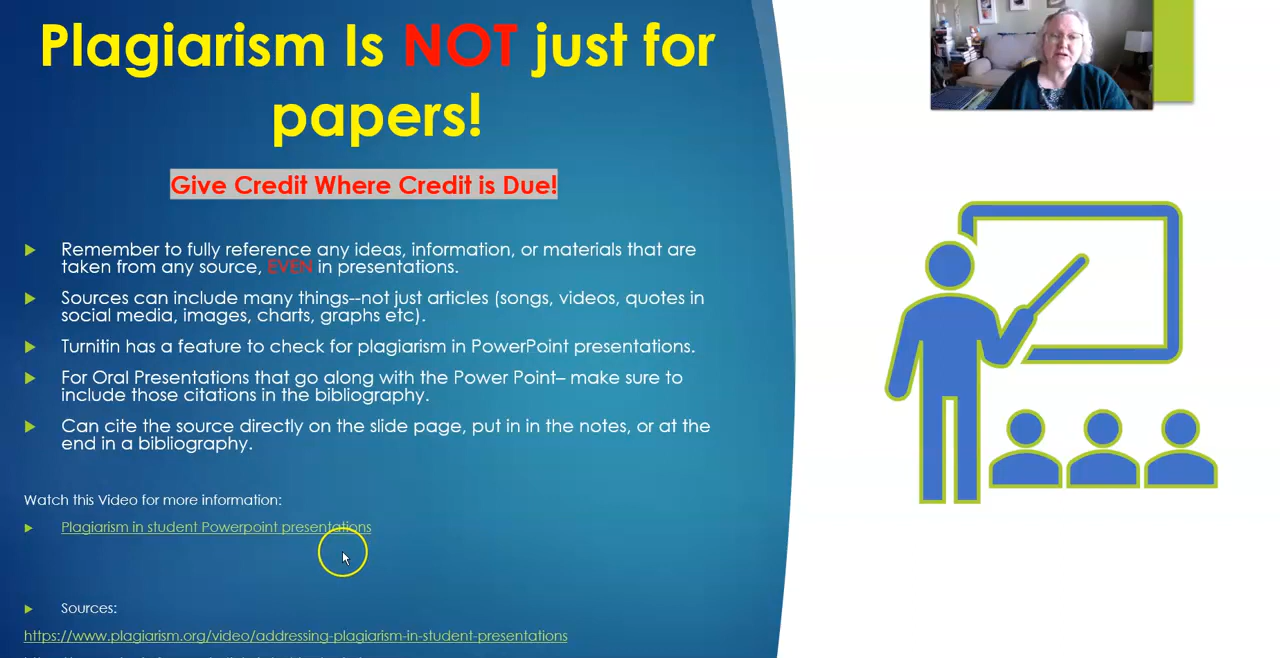 Plagiarism Is NOT just for
papers!
Give Credit Where Credit is Due!
Remember to fully reference any ideas, information, or materials that are
taken from any source, EVEN in presentations.
Sources can include many things--not just articles (songs, videos, quotes in
social media, images, charts, graphs etc).
Turnitin has a feature to check for plagiarism in PowerPoint presentations.
For Oral Presentations that go along with the Power Point– make sure to
include those citations in the bibliography.
Can cite the source directly on the slide page, put in in the notes, or at the
end in a bibliography.
Watch this Video for more information:
Plagiarism in student Powerpoint presentations
Sources:
https://www.plagiarism.org/video/addressing-plagiarism-in-student-presentations